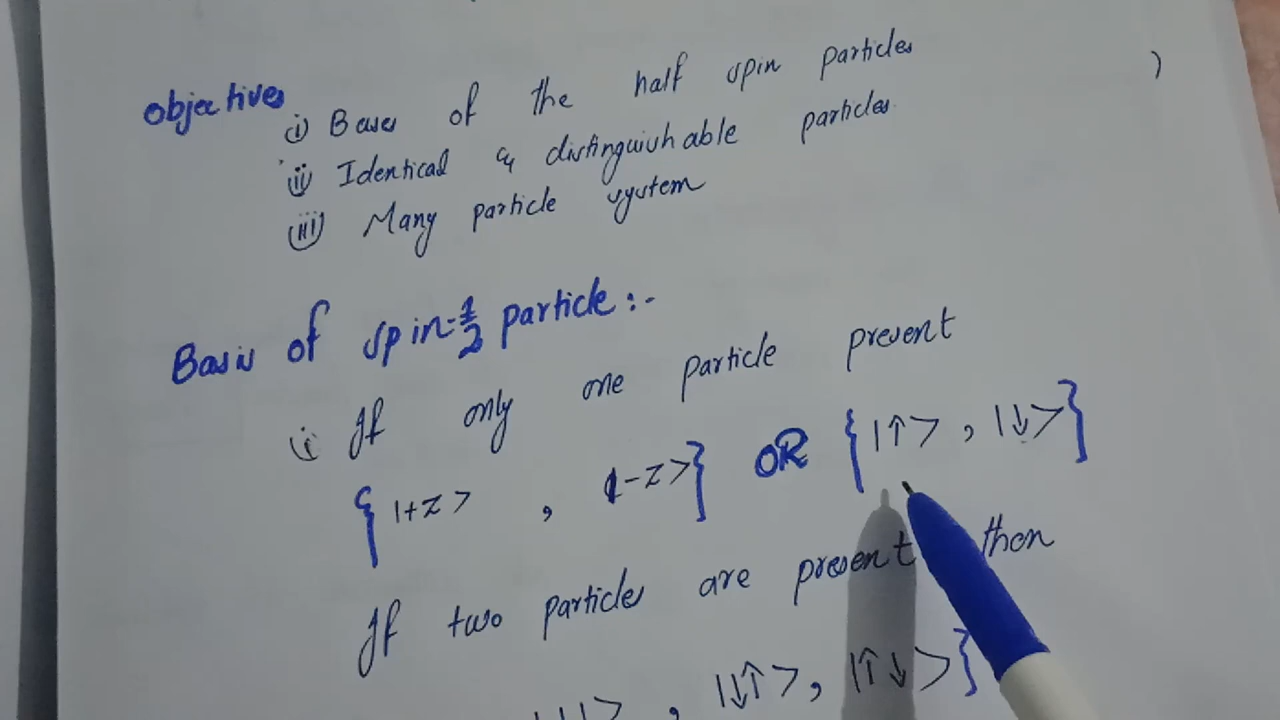 objectives
(i) Bases of the half spin particles
(ii) Identical & distinguishable particles
(iii) Many particle system
Basis of spin-1/2 particle :-
(i If only one particle present
{ |+z> , |-z> } OR { |↑> , |↓> }
If two particles are present then
> , |↓↑> , |↑↓> }